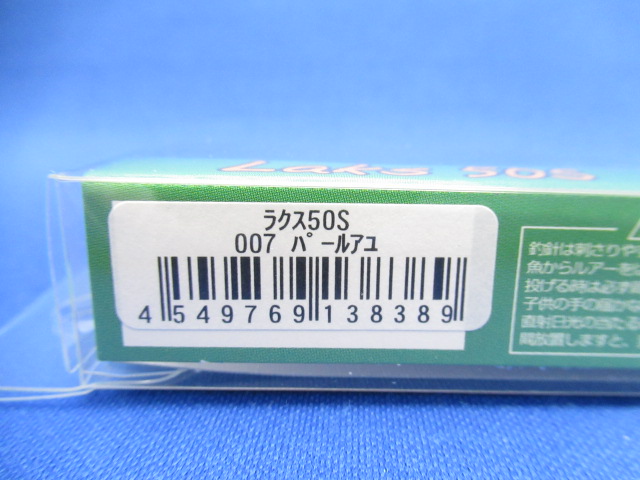 Laks 50S
ラクス50S
007 パールアユ
4 549769 138389
釣針は刺さりや
魚からルアーを
投げる時は必ず
子供の手の届か
直射日光の当たる
間放置しますと、